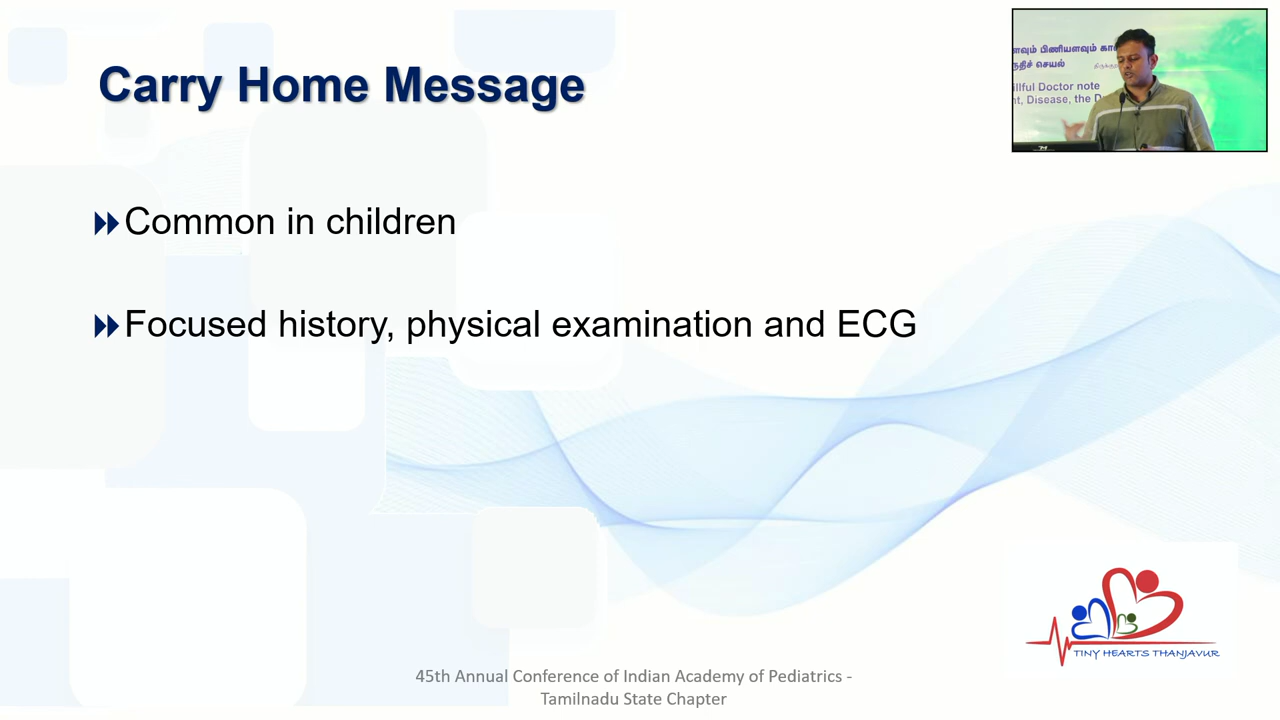 Carry Home Message
Common in children
Focused history, physical examination and ECG
பிணியளவும்
செயல்
Doctor note
Disease, the
TINY HEARTS THANJAVUR
45th Annual Conference of Indian Academy of Pediatrics -
Tamilnadu State Chapter